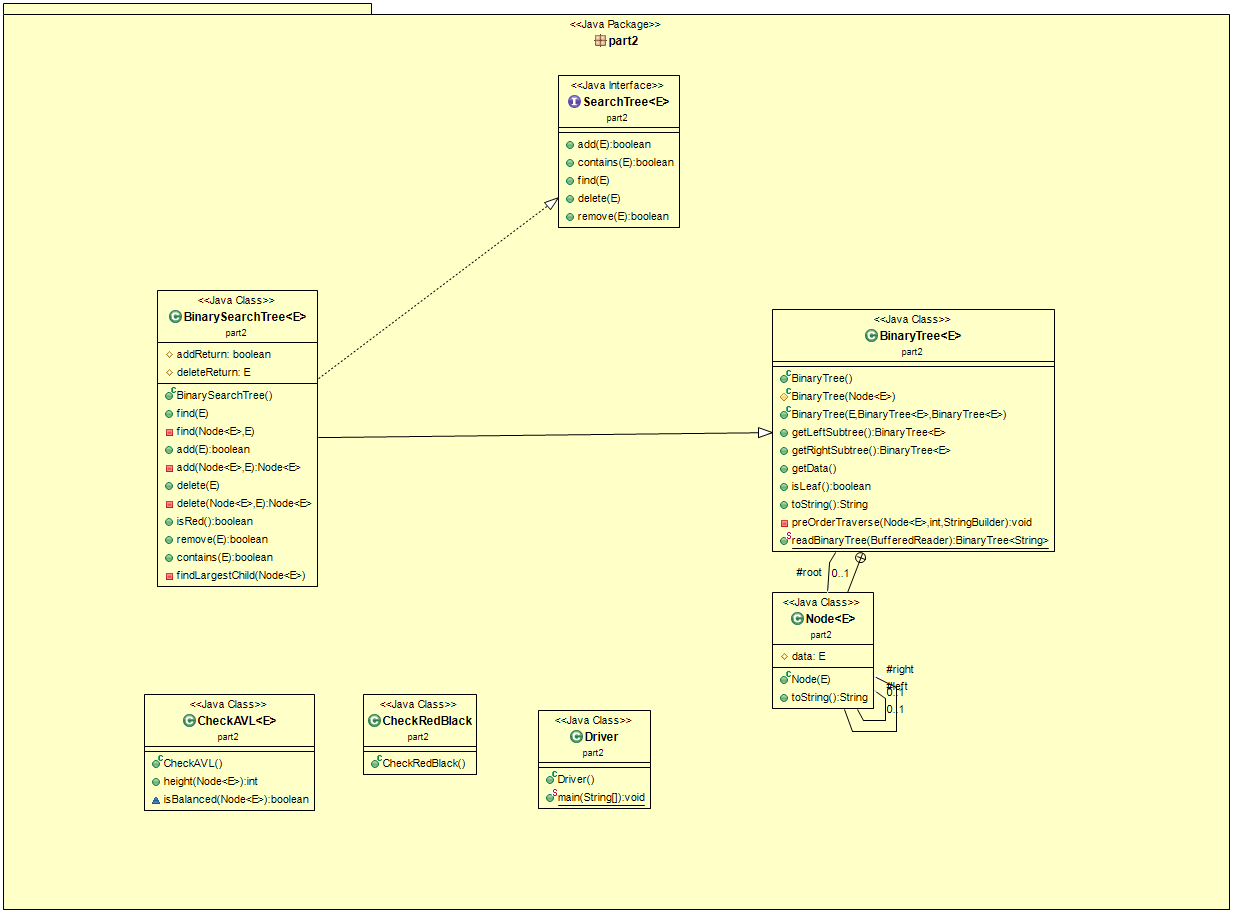 <<Java Package>>
part2
<<Java Interface>>
SearchTree<E>
part2
add(E):boolean
contains(E):boolean
find(E)
delete(E)
remove(E):boolean
<<Java Class>>
BinarySearchTree<E>
part2
addReturn: boolean
deleteReturn: E
BinarySearchTree()
find(E)
find(Node<E>,E)
add(E):boolean
add(Node<E>,E):Node<E>
delete(E)
delete(Node<E>,E):Node<E>
isRed():boolean
remove(E):boolean
contains(E):boolean
findLargestChild(Node<E>)
<<Java Class>>
BinaryTree<E>
part2
BinaryTree()
BinaryTree(Node<E>)
BinaryTree(E,BinaryTree<E>,BinaryTree<E>)
getLeftSubtree():BinaryTree<E>
getRightSubtree():BinaryTree<E>
getData()
isLeaf():boolean
toString():String
preOrderTraverse(Node<E>,int,StringBuilder):void
readBinaryTree(BufferedReader):BinaryTree<String>
#root 0..1
<<Java Class>>
Node<E>
part2
data: E
Node(E)
toString():String
#right
#left
0..1
0..1
<<Java Class>>
CheckAVL<E>
part2
CheckAVL()
height(Node<E>):int
isBalanced(Node<E>):boolean
<<Java Class>>
CheckRedBlack
part2
CheckRedBlack()
<<Java Class>>
Driver
part2
Driver()
main(String[]):void